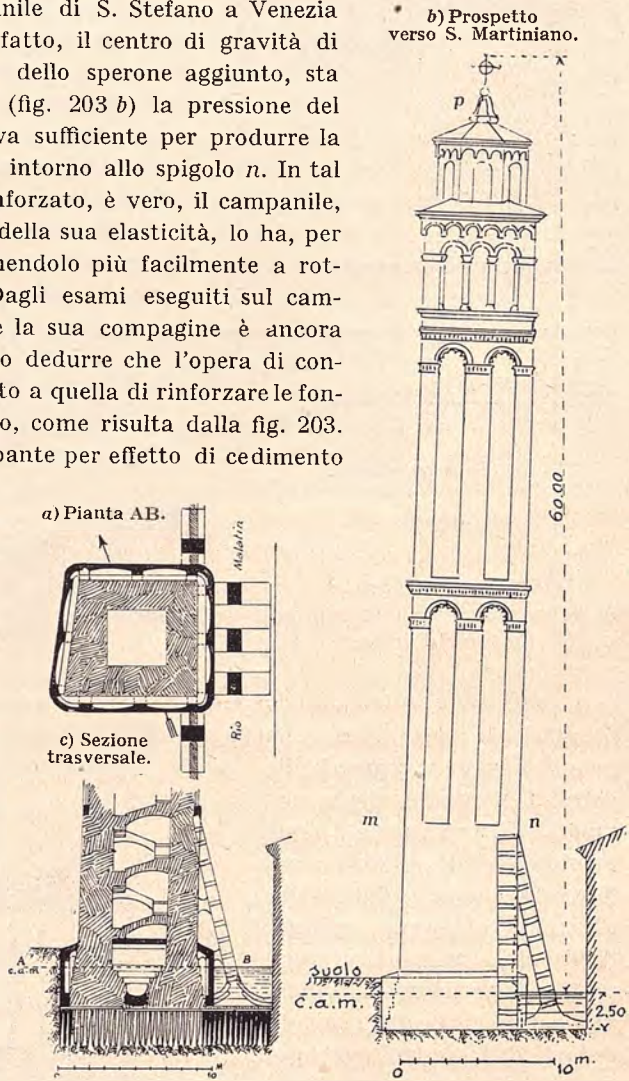 anile di S. Stefano a Venezia
fatto, il centro di gravità di
dello sperone aggiunto, sta
(fig. 203 b) la pressione del
va sufficiente per produrre la
intorno allo spigolo n. In tal
nforzato, è vero, il campanile,
della sua elasticità, lo ha, per
nendolo più facilmente a rot-
Dagli esami eseguiti sul cam-
e la sua compagine è ancora
o dedurre che l'opera di con-
to a quella di rinforzare le fon-
o, come risulta dalla fig. 203.
pante per effetto di cedimento
b) Prospetto
verso S. Martiniano.
p
60.00
m
n
suolo
c.a.m.
2,50
0
10 m.
a) Pianta AB.
Malatin
Rio
c) Sezione
trasversale.
A
B
c.a.m
0
10
M